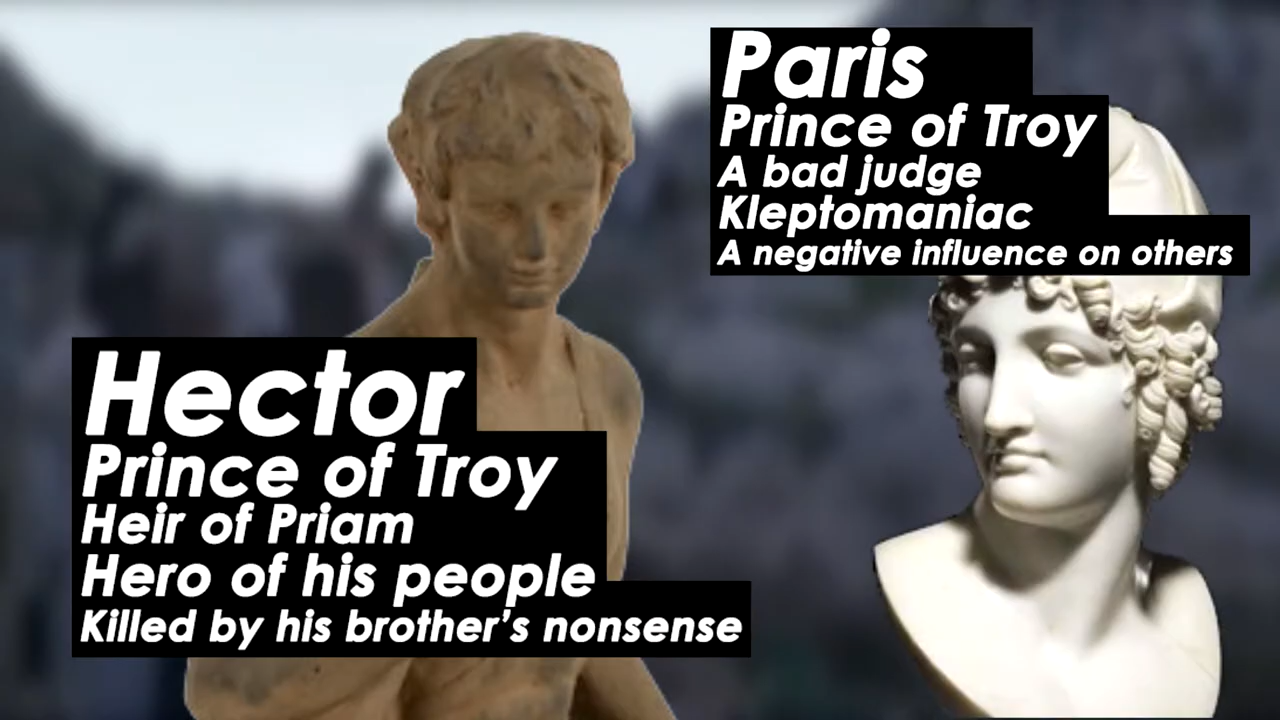 Paris
Prince of Troy
A bad judge
Kleptomaniac
A negative influence on others
Hector
Prince of Troy
Heir of Priam
Hero of his people
Killed by his brother's nonsense